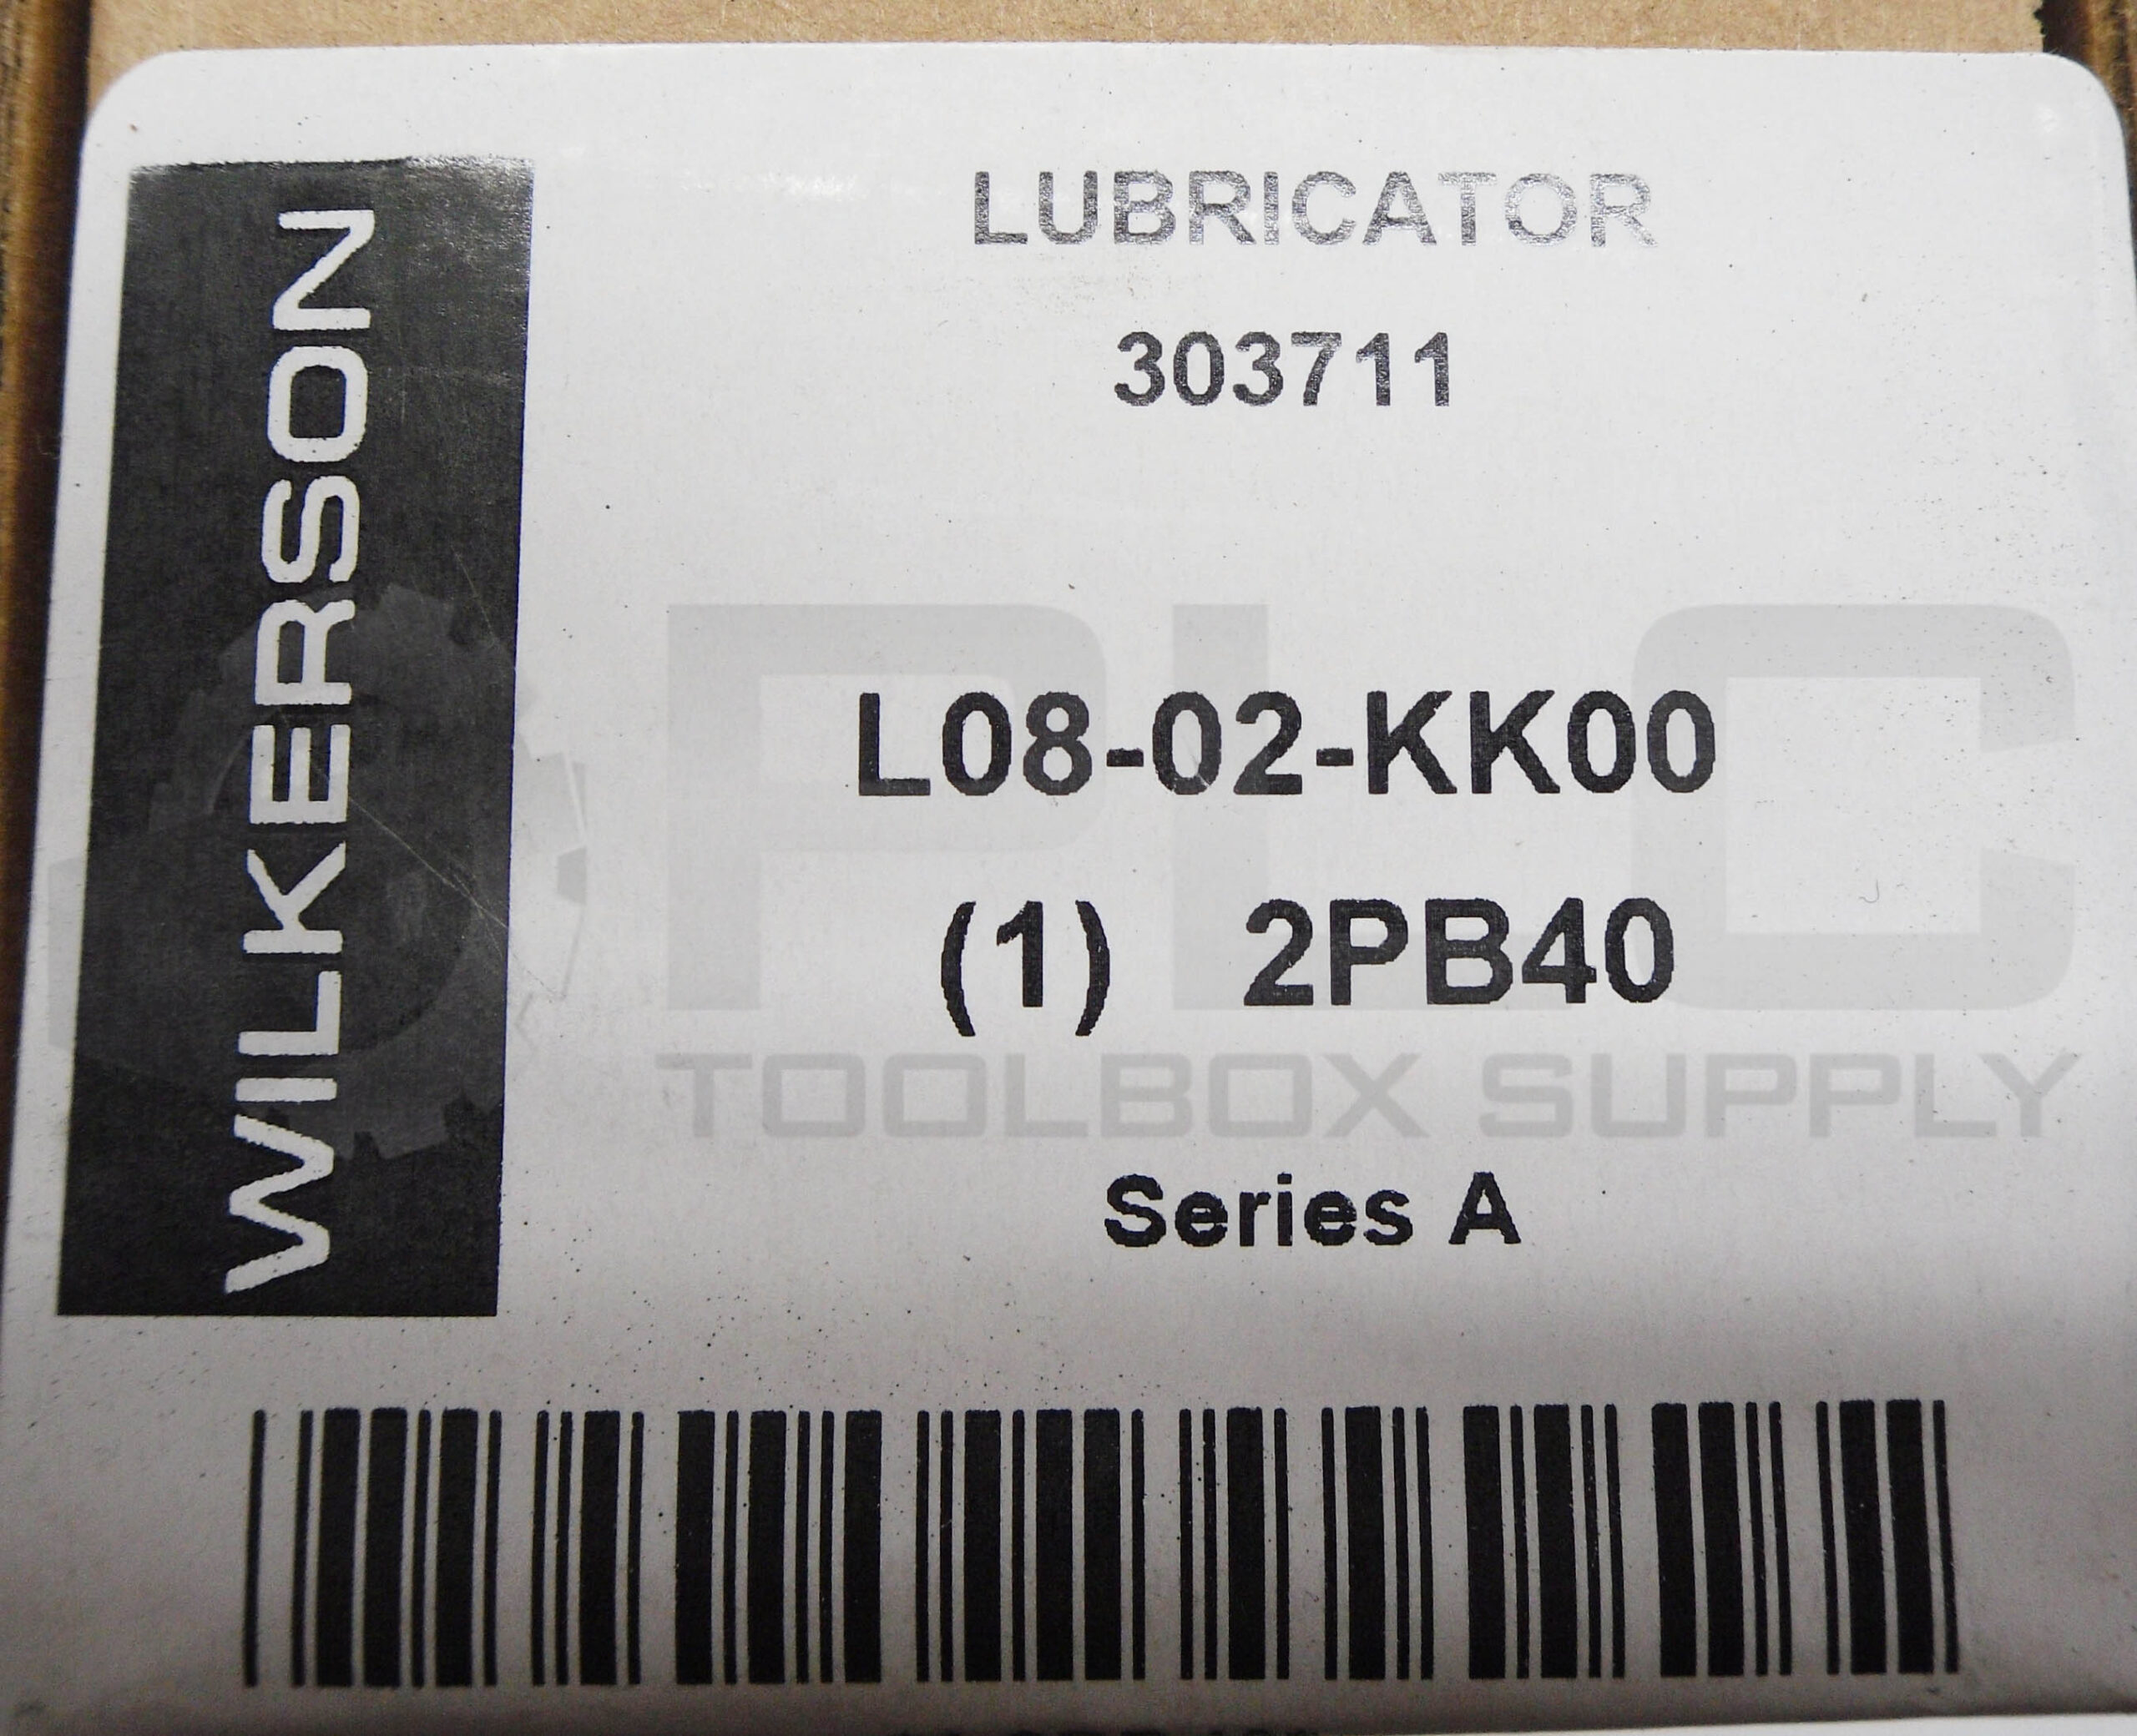 WILKERSON
LUBRICATOR
303711
L08-02-KK00
(1) 2PB40
Series A
PLC
TOOLBOX SUPPLY